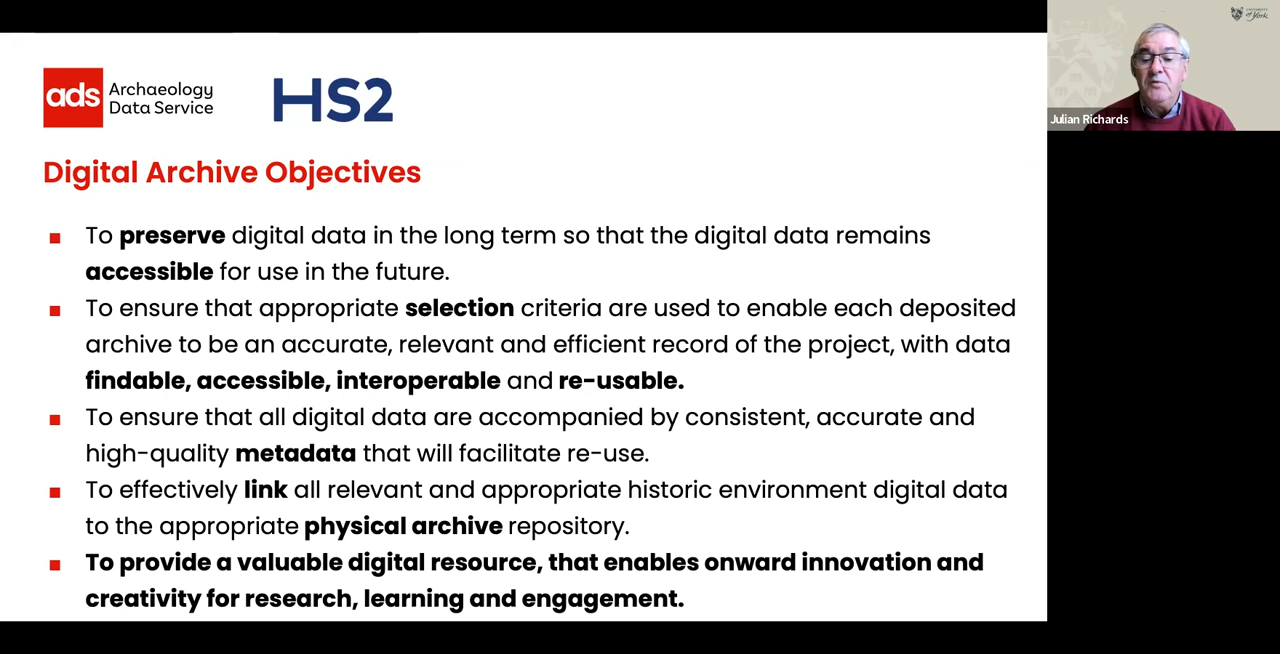 ads Archaeology
Data Service
HS2
Digital Archive Objectives
To preserve digital data in the long term so that the digital data remains
accessible for use in the future.
To ensure that appropriate selection criteria are used to enable each deposited
archive to be an accurate, relevant and efficient record of the project, with data
findable, accessible, interoperable and re-usable.
To ensure that all digital data are accompanied by consistent, accurate and
high-quality metadata that will facilitate re-use.
To effectively link all relevant and appropriate historic environment digital data
to the appropriate physical archive repository.
To provide a valuable digital resource, that enables onward innovation and
creativity for research, learning and engagement.
UNIVERSITY
of York
Julian Richards